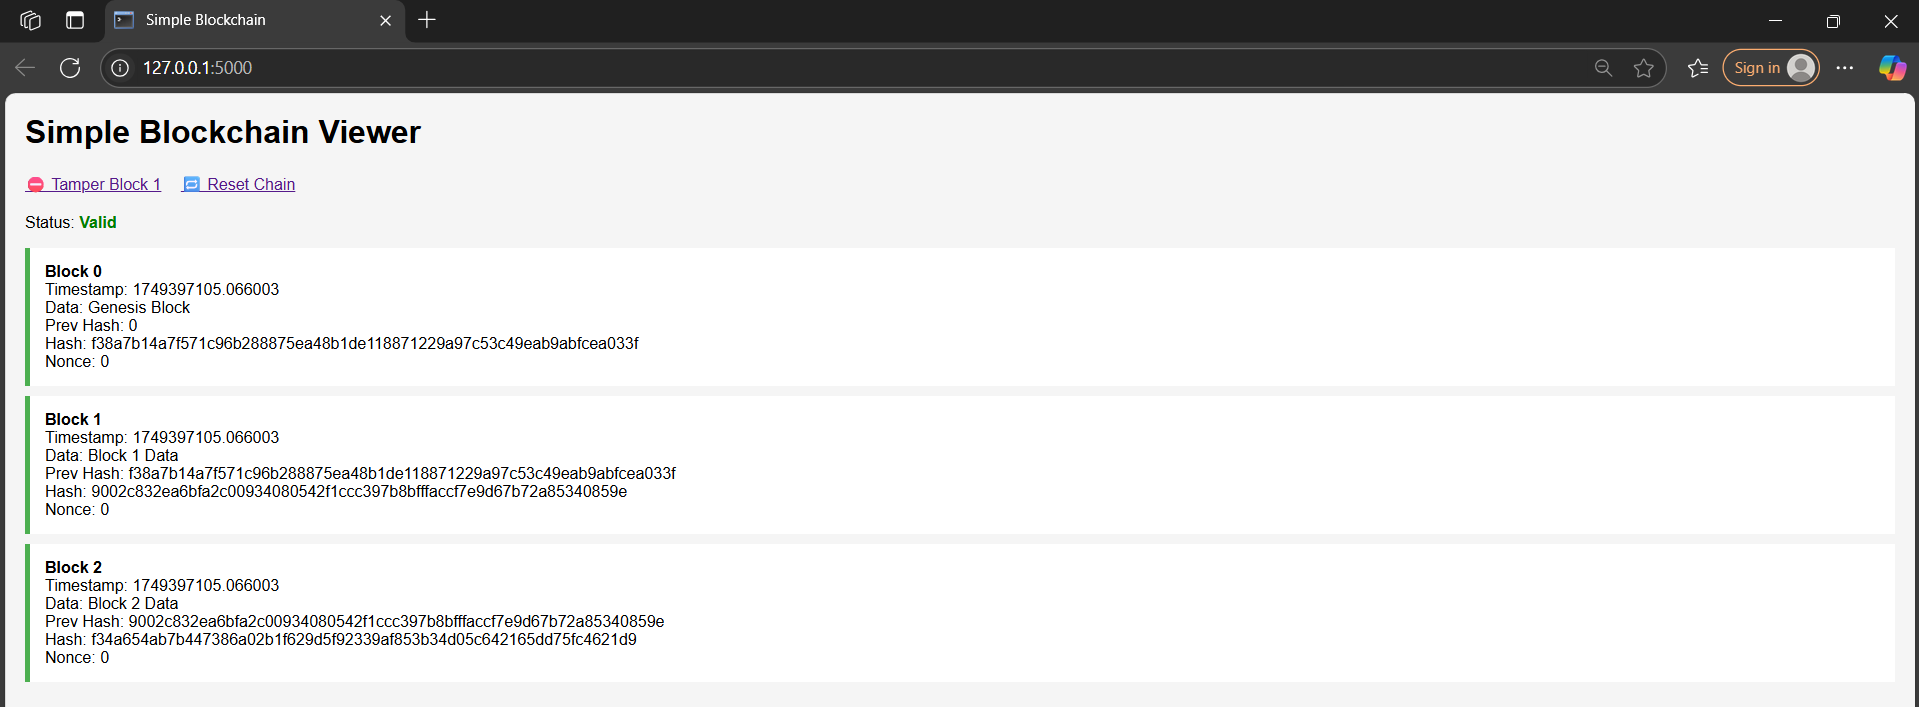 Simple Blockchain
127.0.0.1:5000
Sign in
Simple Blockchain Viewer
Tamper Block 1 Reset Chain
Status: Valid
Block 0
Timestamp: 1749397105.066003
Data: Genesis Block
Prev Hash: 0
Hash: f38a7b14a7f571c96b288875ea48b1de118871229a97c53c49eab9abfcea033f
Nonce: 0
Block 1
Timestamp: 1749397105.066003
Data: Block 1 Data
Prev Hash: f38a7b14a7f571c96b288875ea48b1de118871229a97c53c49eab9abfcea033f
Hash: 9002c832ea6bfa2c00934080542f1ccc397b8bfffaccf7e9d67b72a85340859e
Nonce: 0
Block 2
Timestamp: 1749397105.066003
Data: Block 2 Data
Prev Hash: 9002c832ea6bfa2c00934080542f1ccc397b8bfffaccf7e9d67b72a85340859e
Hash: f34a654ab7b447386a02b1f629d5f92339af853b34d05c642165dd75fc4621d9
Nonce: 0